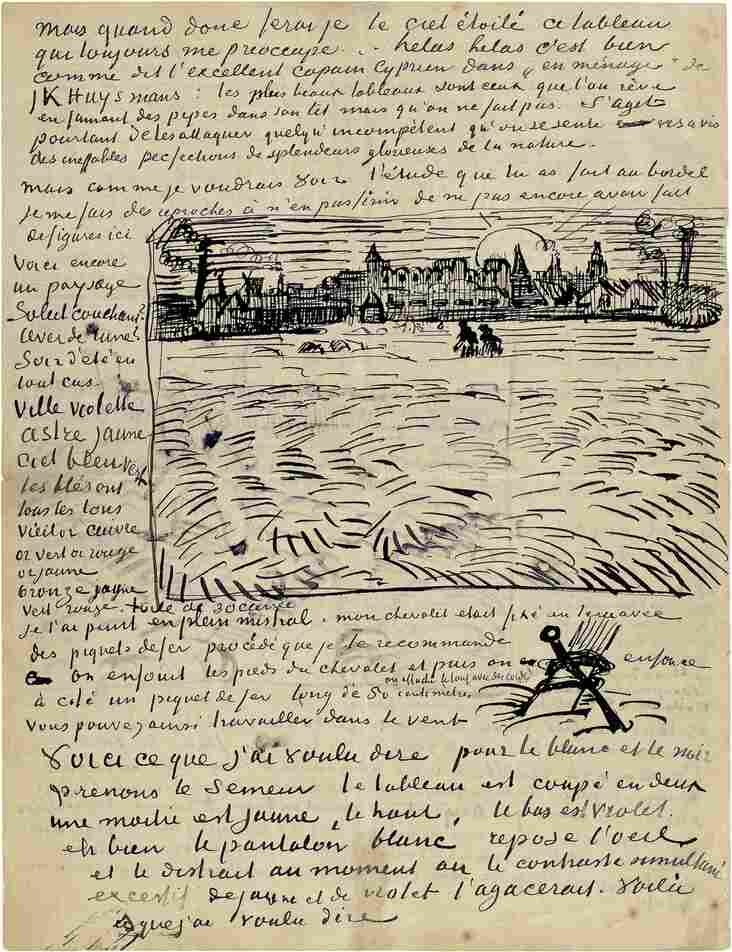 mais quand donc ferai-je le ciel étoilé ce tableau
qui toujours me préoccupe . . . helas helas c'est bien
comme dit l'excellent copain Cyprien dans „en ménage" de
J K Huysmans : les plus beaux tableaux sont ceux que l'on rêve
en fumant des pipes dans son lit mais qu'on ne fait pas. S'agit
pourtant de les attaquer quelqu'incompétent qu'on se sente vis à vis
des ineffables perfections de splendeurs glorieuses de la nature.
Mais comme je voudrais voir l'étude que tu as fait au bordel
Je me fais des reproches à n'en pas finir de ne pas encore avoir fait
de figures ici
Voici encore
un paysage
Soleil couchant?
lever de lune?
Soir d'été en
tout cas.
Ville violette
astre jaune
ciel bleu vert
les blés ont
tous les tons
vieil or cuivre
or vert or rouge
or jaune
bronze jaune
vert rouge. toile de 30 carrée
Je l'ai peint en plein mistral. mon chevalet était fixé en terre avec
des piquets de fer procédé que je te recommande
on enfouit les pieds du chevalet et puis on enfonce
à côté un piquet de fer long de 50 centimètres.
on attache le tout avec des cordes
Vous pouvez ainsi travailler dans le vent
Voici ce que j'ai voulu dire pour le blanc et le noir
prenons le Semeur le tableau est coupé en deux
une moitié est jaune, le haut, le bas est violet.
eh bien le pantalon blanc repose l'oeil
et le distrait au moment où le contraste simultané
excessif de jaune et de violet l'agacerait. Voilà
ce que j'ai voulu dire